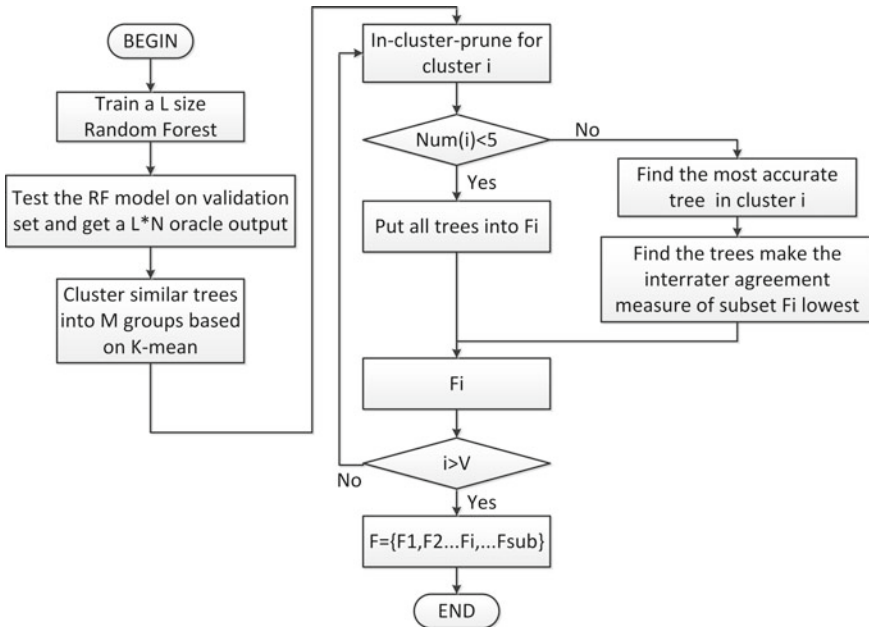 BEGIN
Train a L size
Random Forest
Test the RF model on validation
set and get a L*N oracle output
Cluster similar trees
into M groups based
on K-mean
In-cluster-prune for
cluster i
Num(i)<5
No
Yes
Find the most accurate
tree in cluster i
Put all trees into Fi
Find the trees make the
interrater agreement
measure of subset Fi lowest
Fi
i>V
No
Yes
F={F1,F2...Fi,...Fsub}
END